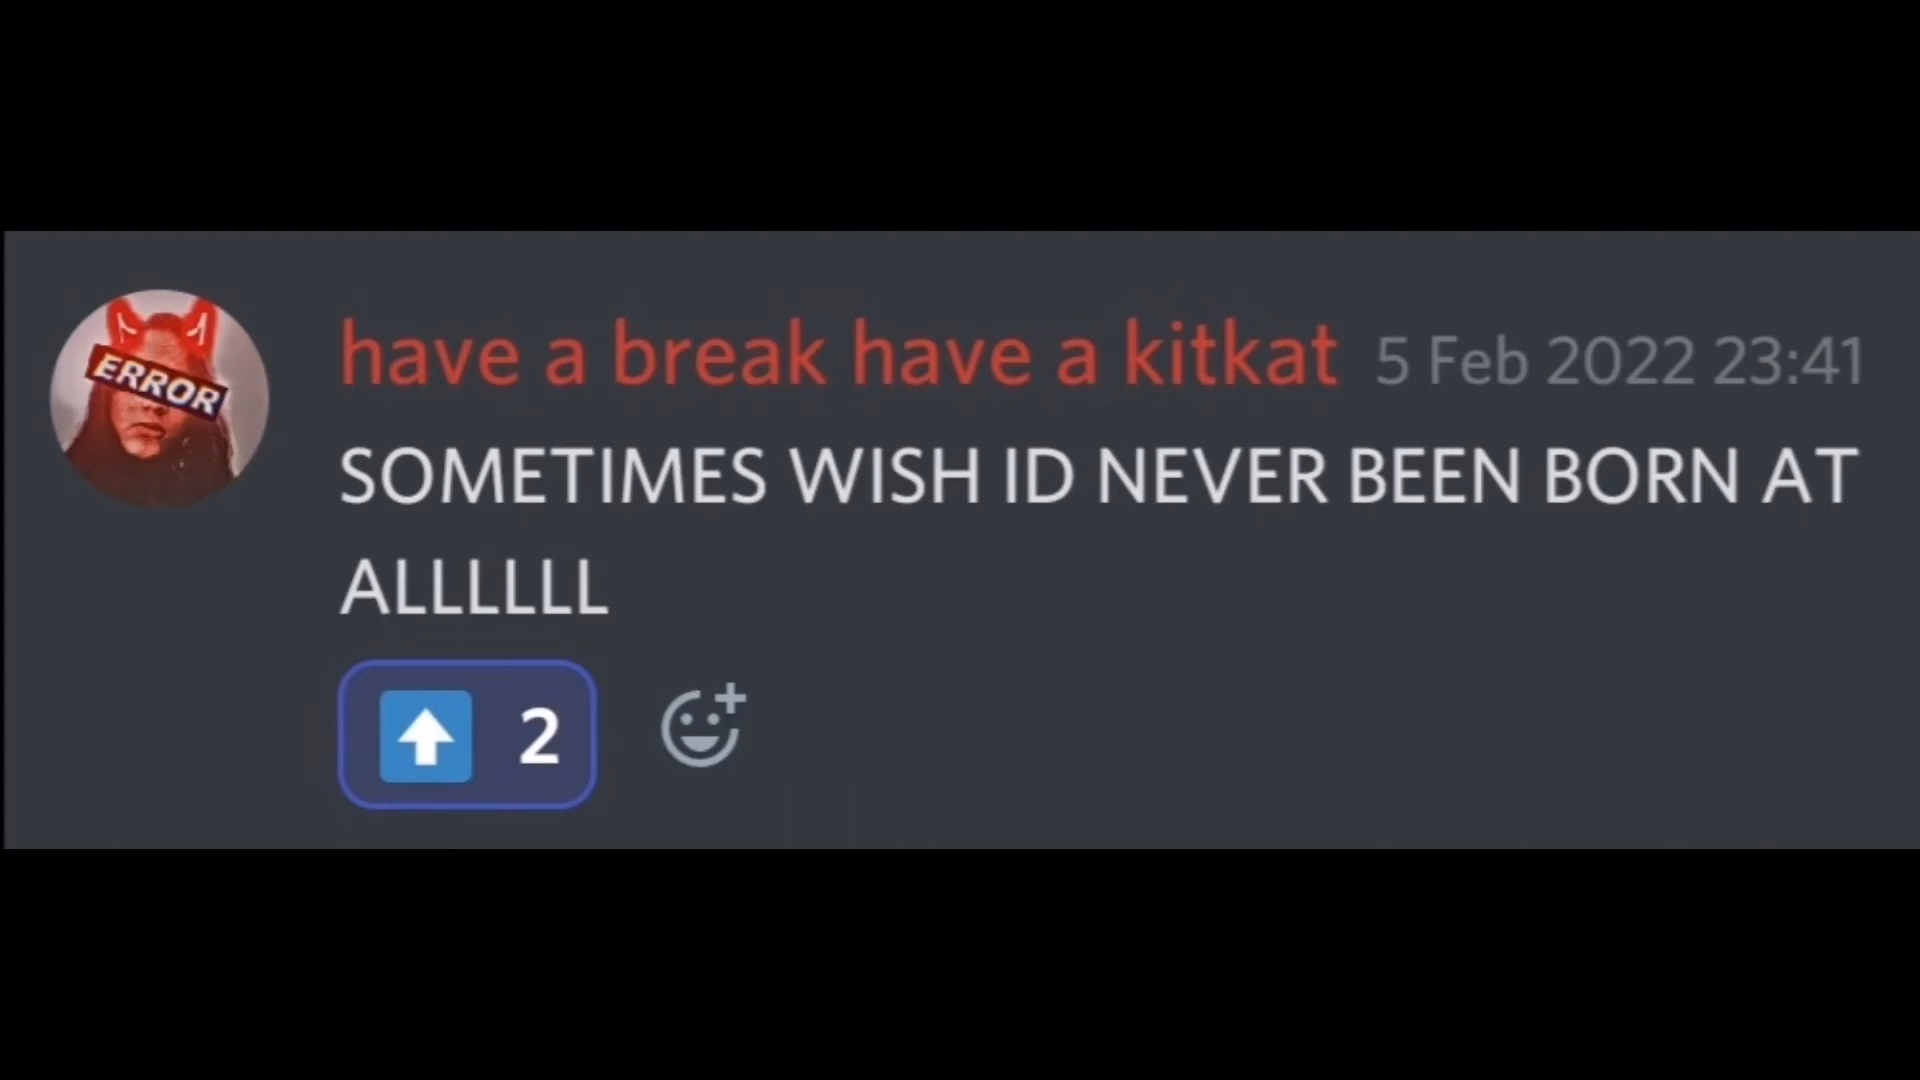 ERROR
have a break have a kitkat 5 Feb 2022 23:41
SOMETIMES WISH ID NEVER BEEN BORN AT
ALLLLLL
2